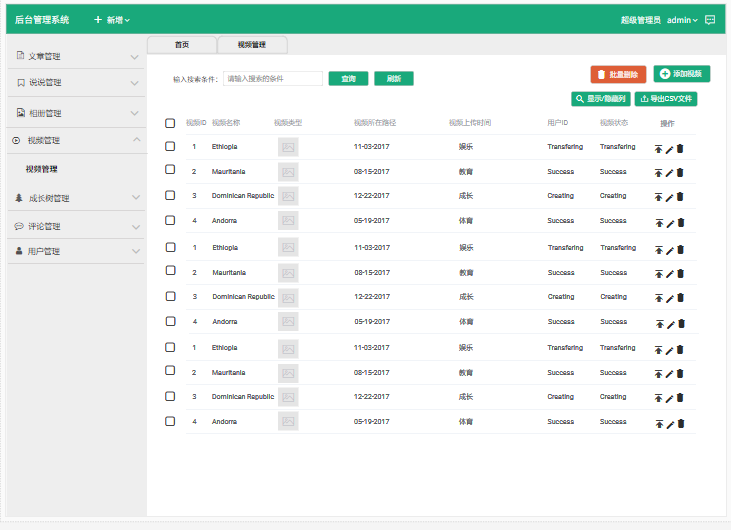 后台管理系统 新增 超级管理员 admin
首页 视频管理
文章管理
说说管理
相册管理
视频管理
视频管理
成长树管理
评论管理
用户管理
输入搜索条件： 请输入搜索的条件 查询 刷新 批量删除 添加视频
显示/隐藏列 导出CSV文件
视频ID 视频名称 视频类型 视频所在路径 视频上传时间 用户ID 视频状态 操作
1 Ethiopia 11-03-2017 娱乐 Transfering Transfering
2 Mauritania 08-15-2017 教育 Success Success
3 Dominican Republic 12-22-2017 成长 Creating Creating
4 Andorra 05-19-2017 体育 Success Success
1 Ethiopia 11-03-2017 娱乐 Transfering Transfering
2 Mauritania 08-15-2017 教育 Success Success
3 Dominican Republic 12-22-2017 成长 Creating Creating
4 Andorra 05-19-2017 体育 Success Success
1 Ethiopia 11-03-2017 娱乐 Transfering Transfering
2 Mauritania 08-15-2017 教育 Success Success
3 Dominican Republic 12-22-2017 成长 Creating Creating
4 Andorra 05-19-2017 体育 Success Success